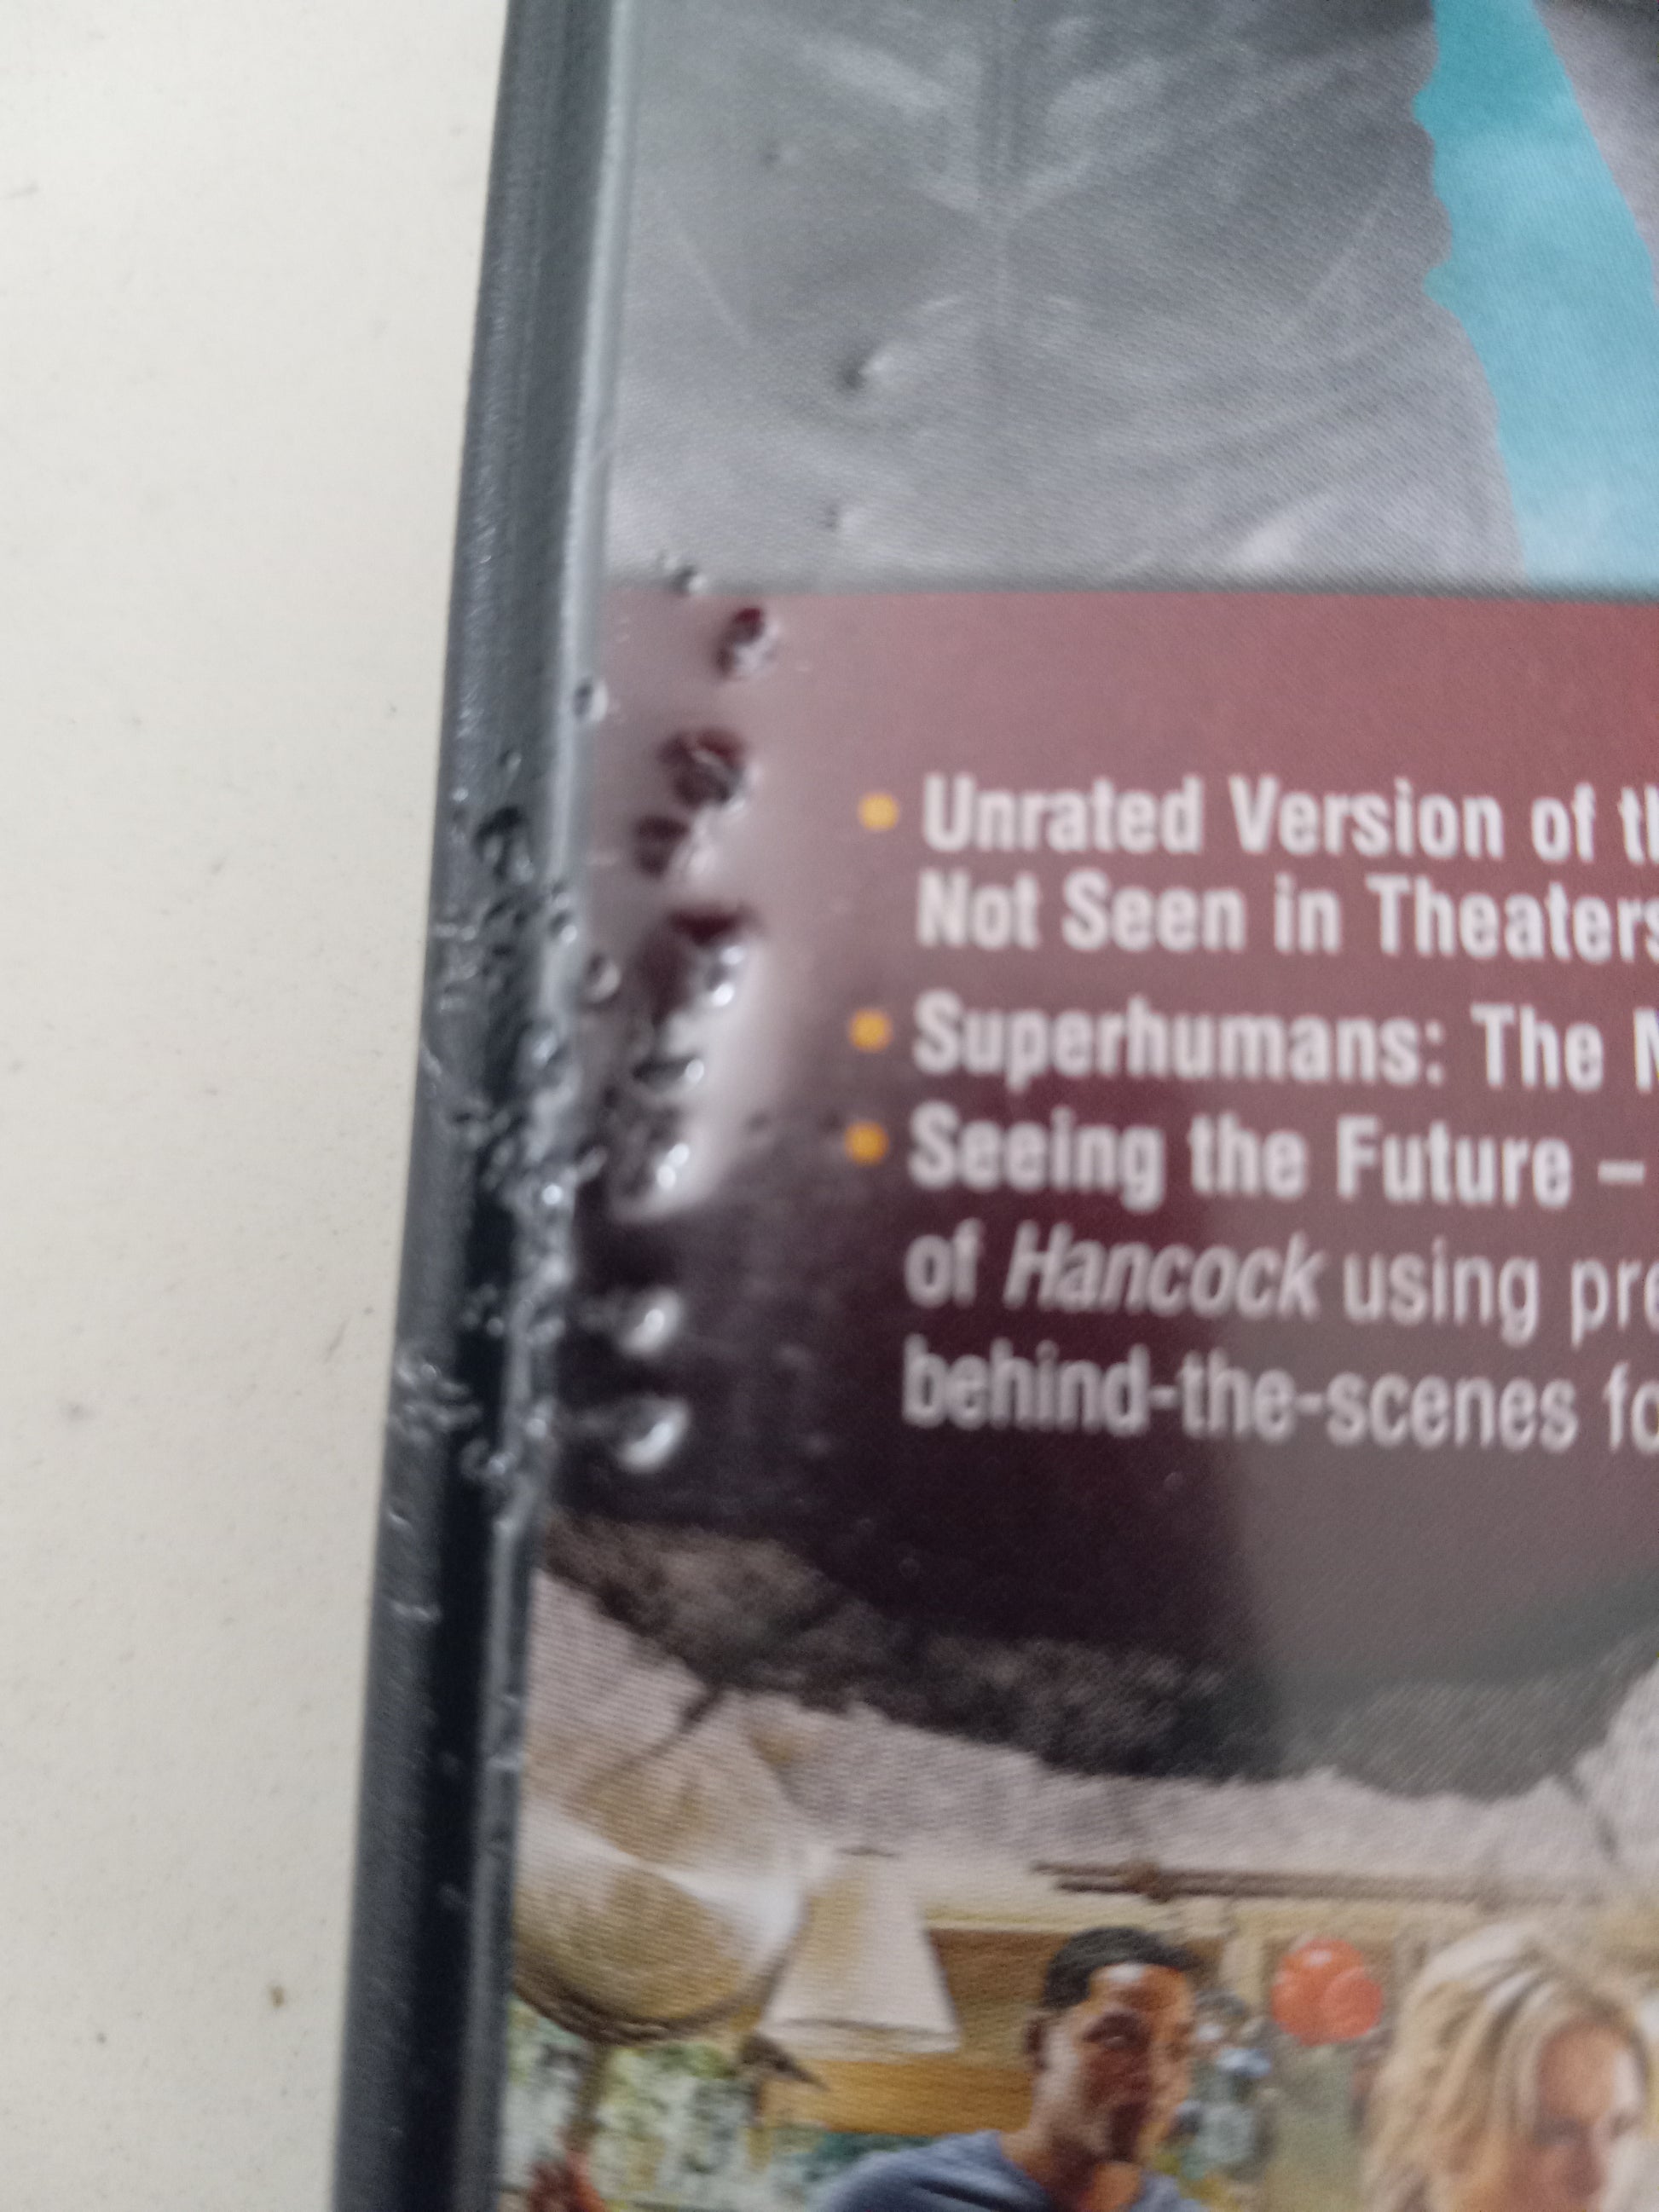 • Unrated Version of
Not Seen in Theaters
• Superhumans: The
• Seeing the Future –
of Hancock using
behind-the-scenes